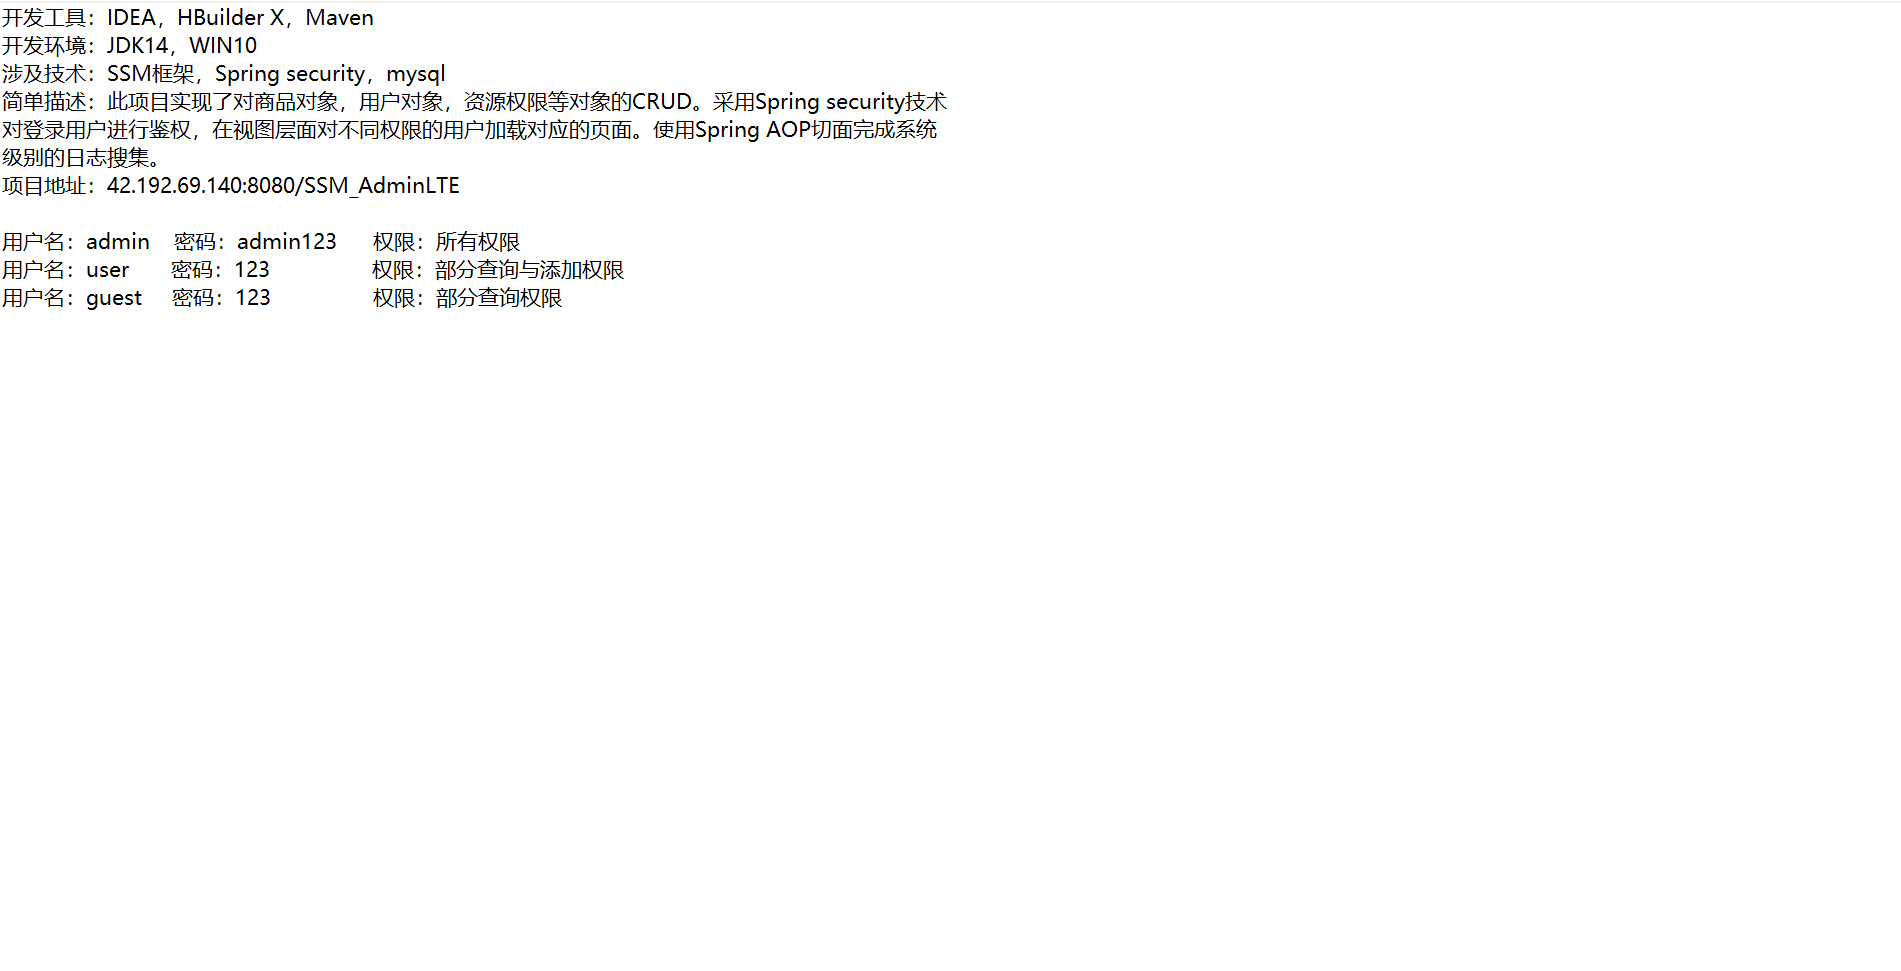 开发工具：IDEA，HBuilder X，Maven
开发环境：JDK14，WIN10
涉及技术：SSM框架，Spring security，mysql
简单描述：此项目实现了对商品对象，用户对象，资源权限等对象的CRUD。采用Spring security技术
对登录用户进行鉴权，在视图层面对不同权限的用户加载对应的页面。使用Spring AOP切面完成系统
级别的日志搜集。
项目地址：42.192.69.140:8080/SSM_AdminLTE
用户名：admin 密码：admin123 权限：所有权限
用户名：user 密码：123 权限：部分查询与添加权限
用户名：guest 密码：123 权限：部分查询权限